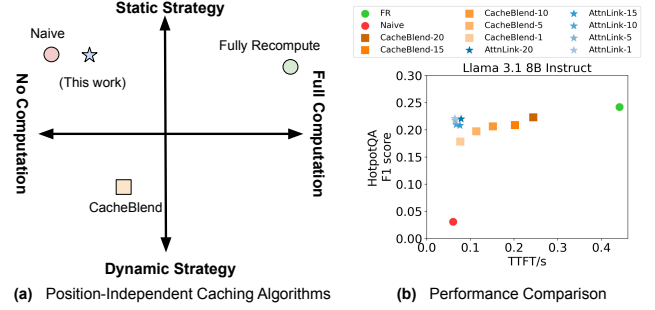 Static Strategy
Naive
Fully Recompute
(This work)
No Computation
Full Computation
CacheBlend
Dynamic Strategy
(a) Position-Independent Caching Algorithms
FR
Naive
CacheBlend-20
CacheBlend-15
CacheBlend-10
CacheBlend-5
CacheBlend-1
AttnLink-20
AttnLink-15
AttnLink-10
AttnLink-5
AttnLink-1
Llama 3.1 8B Instruct
HotpotQA
F1 score
0.30
0.25
0.20
0.15
0.10
0.05
0.00
0.0 0.1 0.2 0.3 0.4
TTFT/s
(b) Performance Comparison